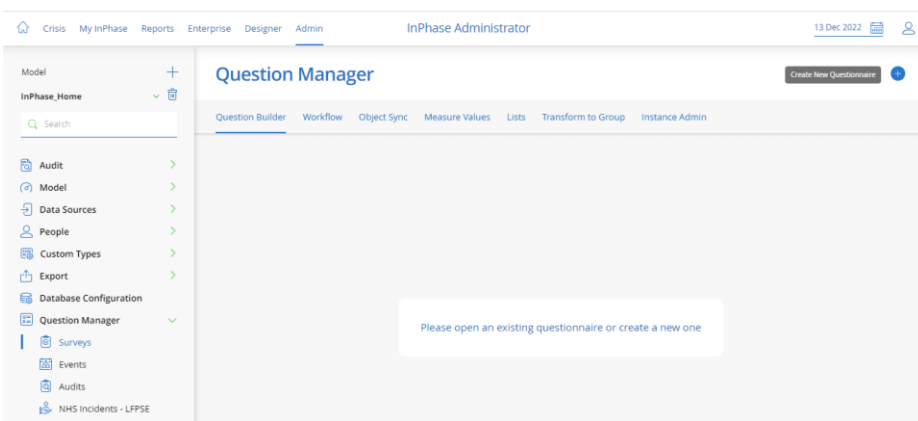 Crisis My InPhase Reports Enterprise Designer Admin InPhase Administrator 13 Dec 2022
Model
InPhase_Home
Search
Audit
Model
Data Sources
People
Custom Types
Export
Database Configuration
Question Manager
Surveys
Events
Audits
NHS Incidents - LFPSE
Question Manager
Create New Questionnaire
Question Builder Workflow Object Sync Measure Values Lists Transform to Group Instance Admin
Please open an existing questionnaire or create a new one